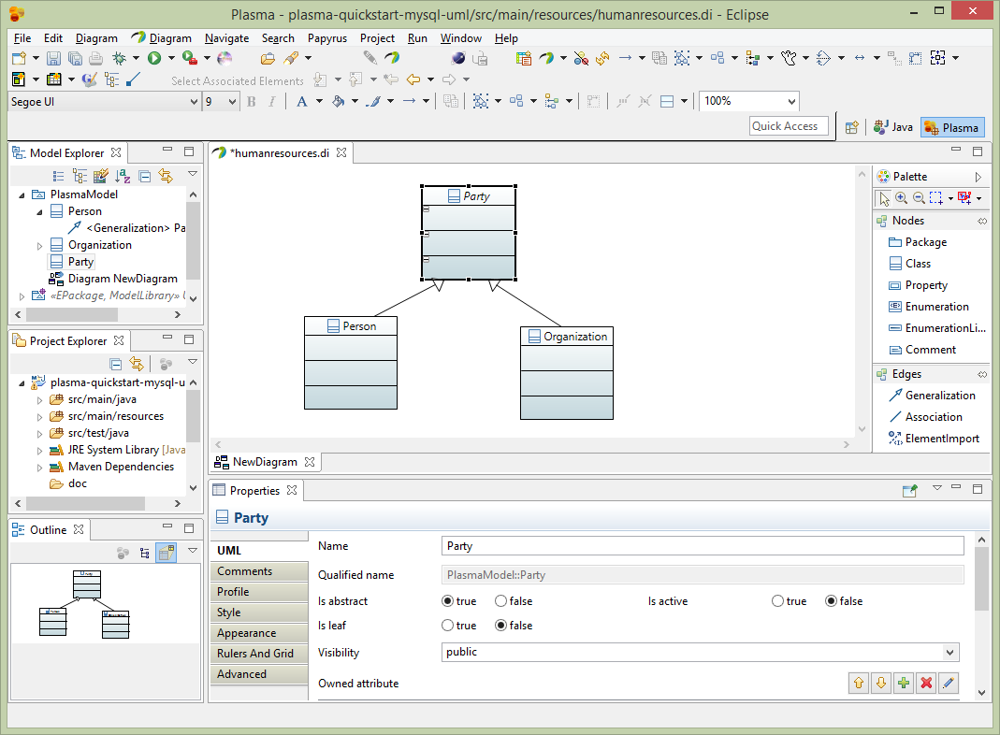 Plasma - plasma-quickstart-mysql-uml/src/main/resources/humanresources.di - Eclipse
File Edit Diagram Diagram Navigate Search Papyrus Project Run Window Help
Select Associated Elements
Segoe UI 9 B I A 100%
Quick Access Java Plasma
Model Explorer
PlasmaModel
Person
<Generalization> Pa
Organization
Party
Diagram NewDiagram
«EPackage, ModelLibrary»
Project Explorer
plasma-quickstart-mysql-u
src/main/java
src/main/resources
src/test/java
JRE System Library [Java
Maven Dependencies
doc
Outline
*humanresources.di
Party
Person
Organization
NewDiagram
Palette
Nodes
Package
Class
Property
Enumeration
EnumerationLi...
Comment
Edges
Generalization
Association
ElementImport
Properties
Party
UML
Comments
Profile
Style
Appearance
Rulers And Grid
Advanced
Name Party
Qualified name PlasmaModel::Party
Is abstract true false Is active true false
Is leaf true false
Visibility public
Owned attribute